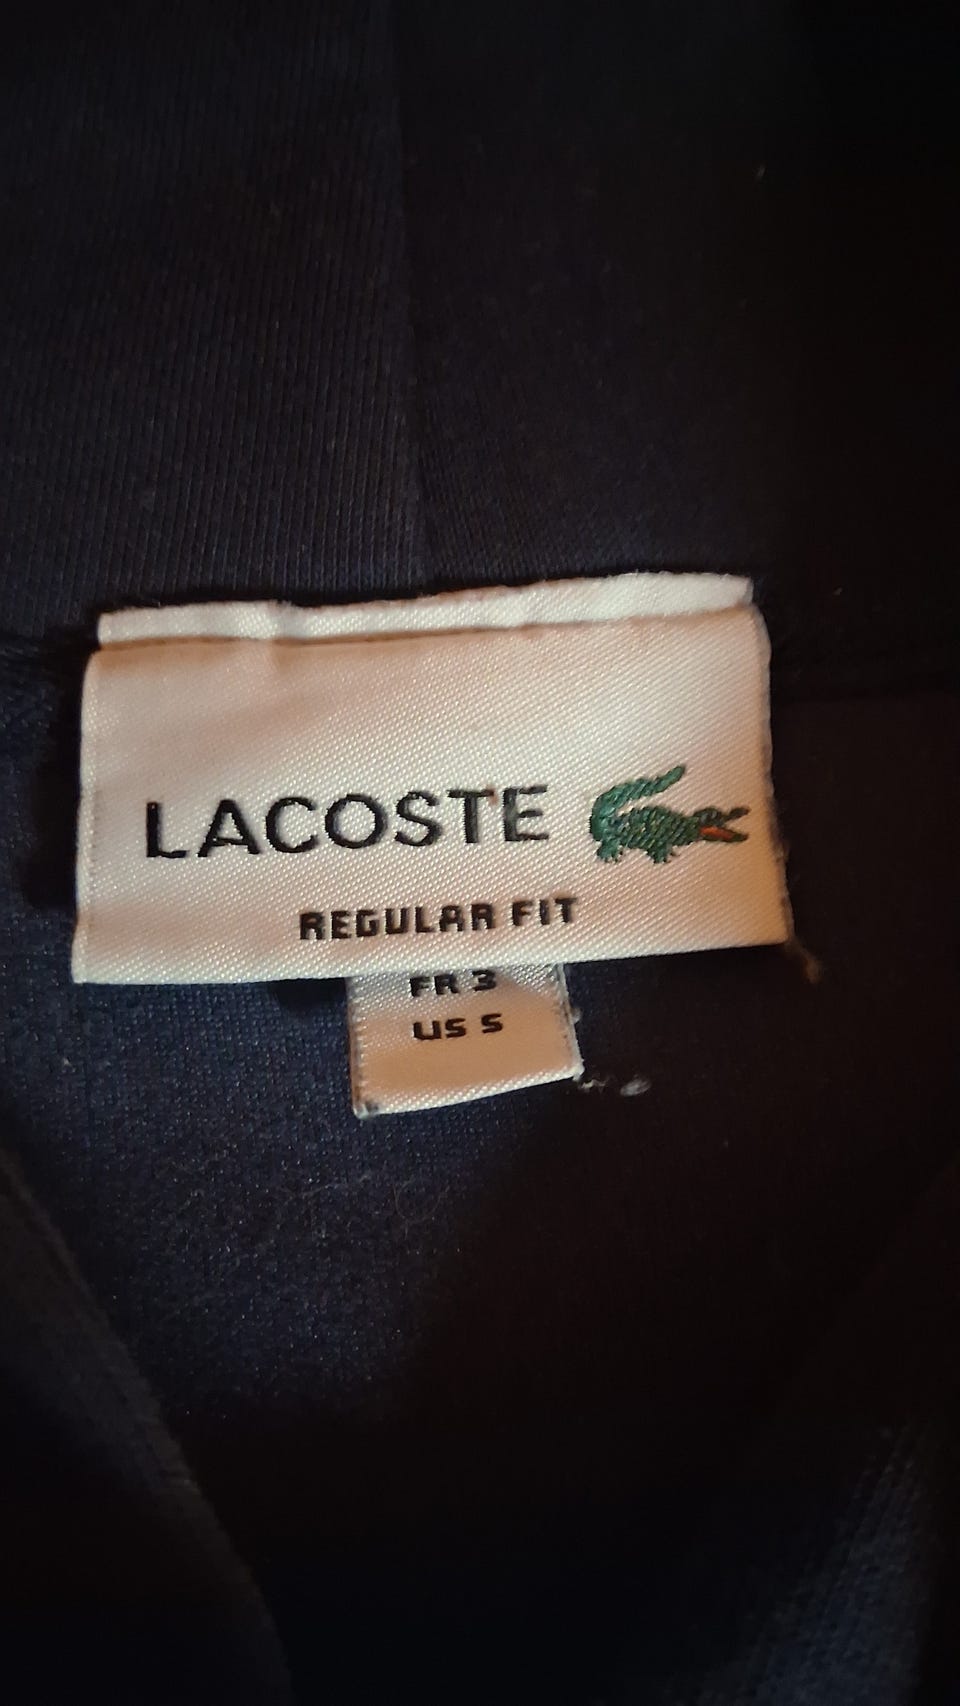 LACOSTE
REGULAR FIT
FR 3
US S